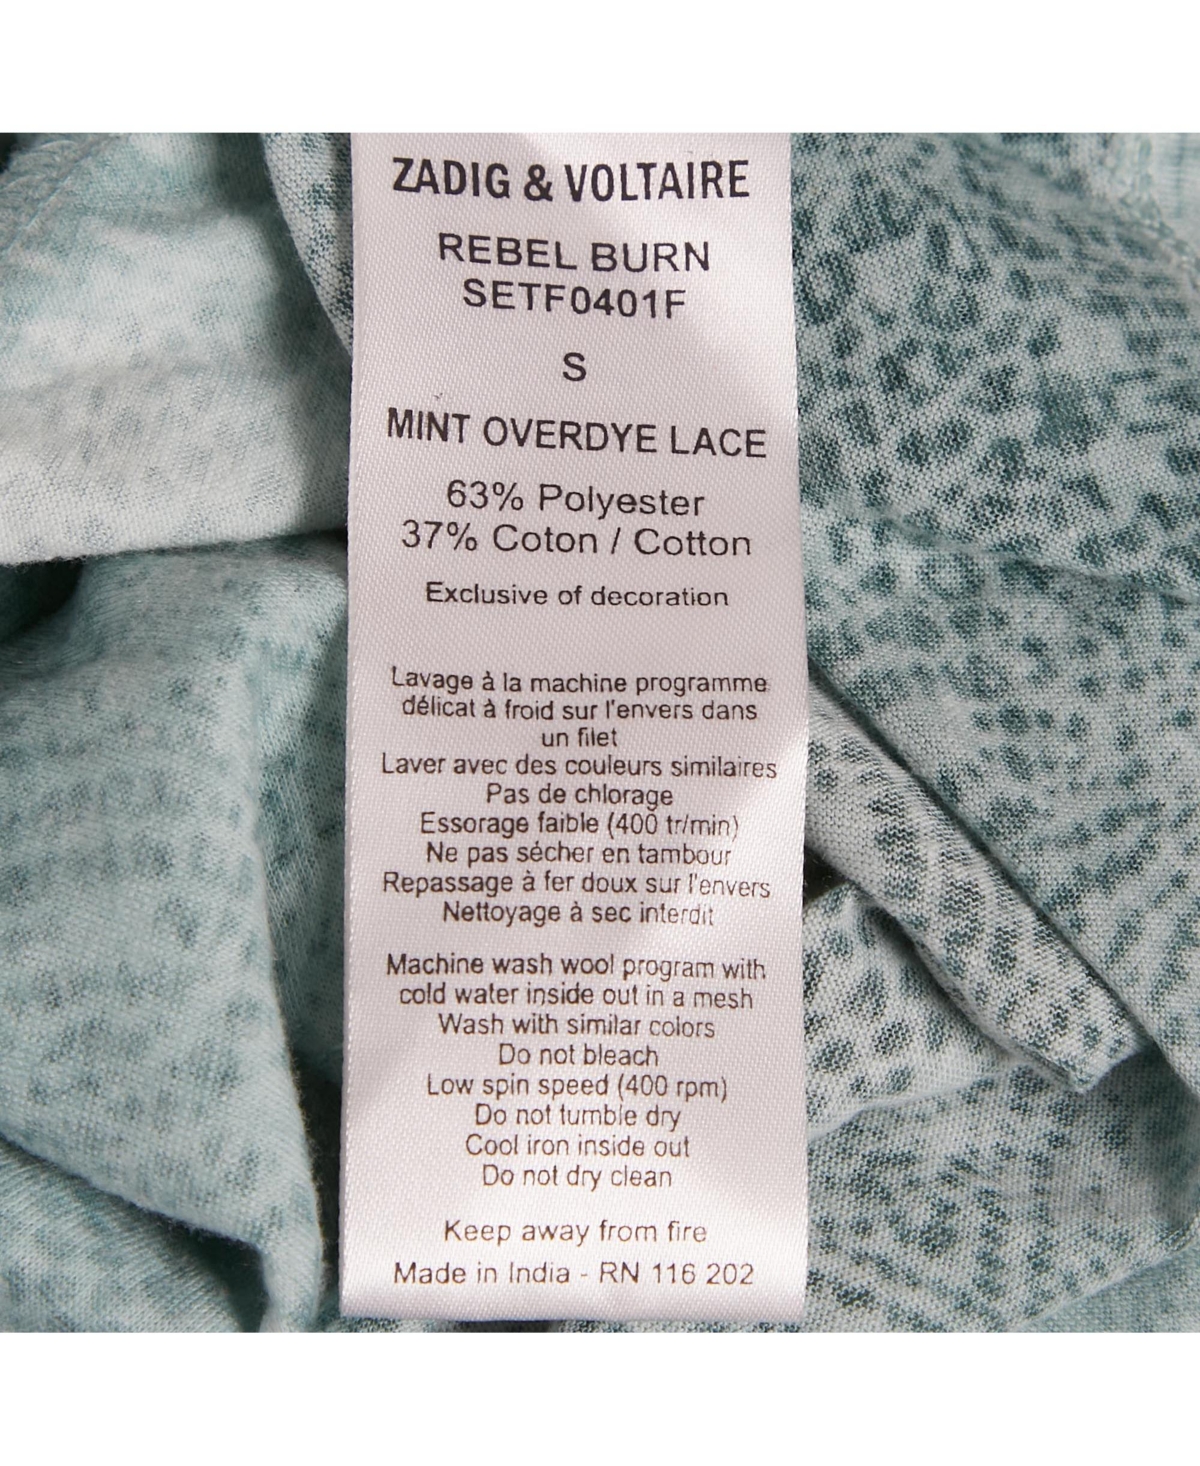 ZADIG & VOLTAIRE
REBEL BURN
SETF0401F
S
MINT OVERDYE LACE
63% Polyester
37% Coton / Cotton
Exclusive of decoration
Lavage à la machine programme
délicat à froid sur l'envers dans
un filet
Laver avec des couleurs similaires
Pas de chlorage
Essorage faible (400 tr/min)
Ne pas sécher en tambour
Repassage à fer doux sur l'envers
Nettoyage à sec interdit
Machine wash wool program with
cold water inside out in a mesh
Wash with similar colors
Do not bleach
Low spin speed (400 rpm)
Do not tumble dry
Cool iron inside out
Do not dry clean
Keep away from fire
Made in India - RN 116 202